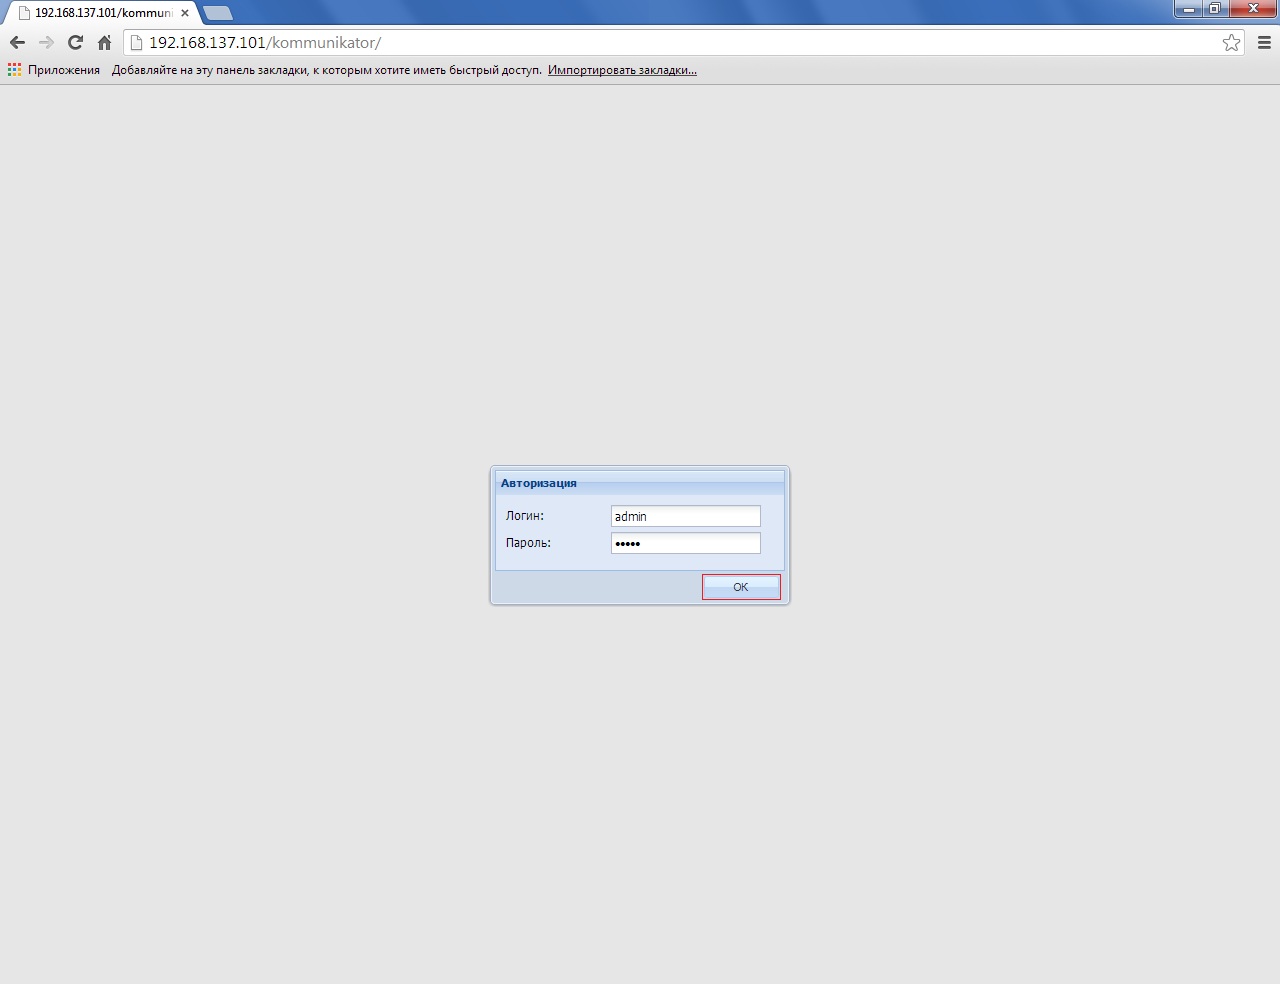 192.168.137.101/kommuni
192.168.137.101/kommunikator/
Приложения Добавляйте на эту панель закладки, к которым хотите иметь быстрый доступ. Импортировать закладки...
Авторизация
Логин: admin
Пароль: •••••
OK